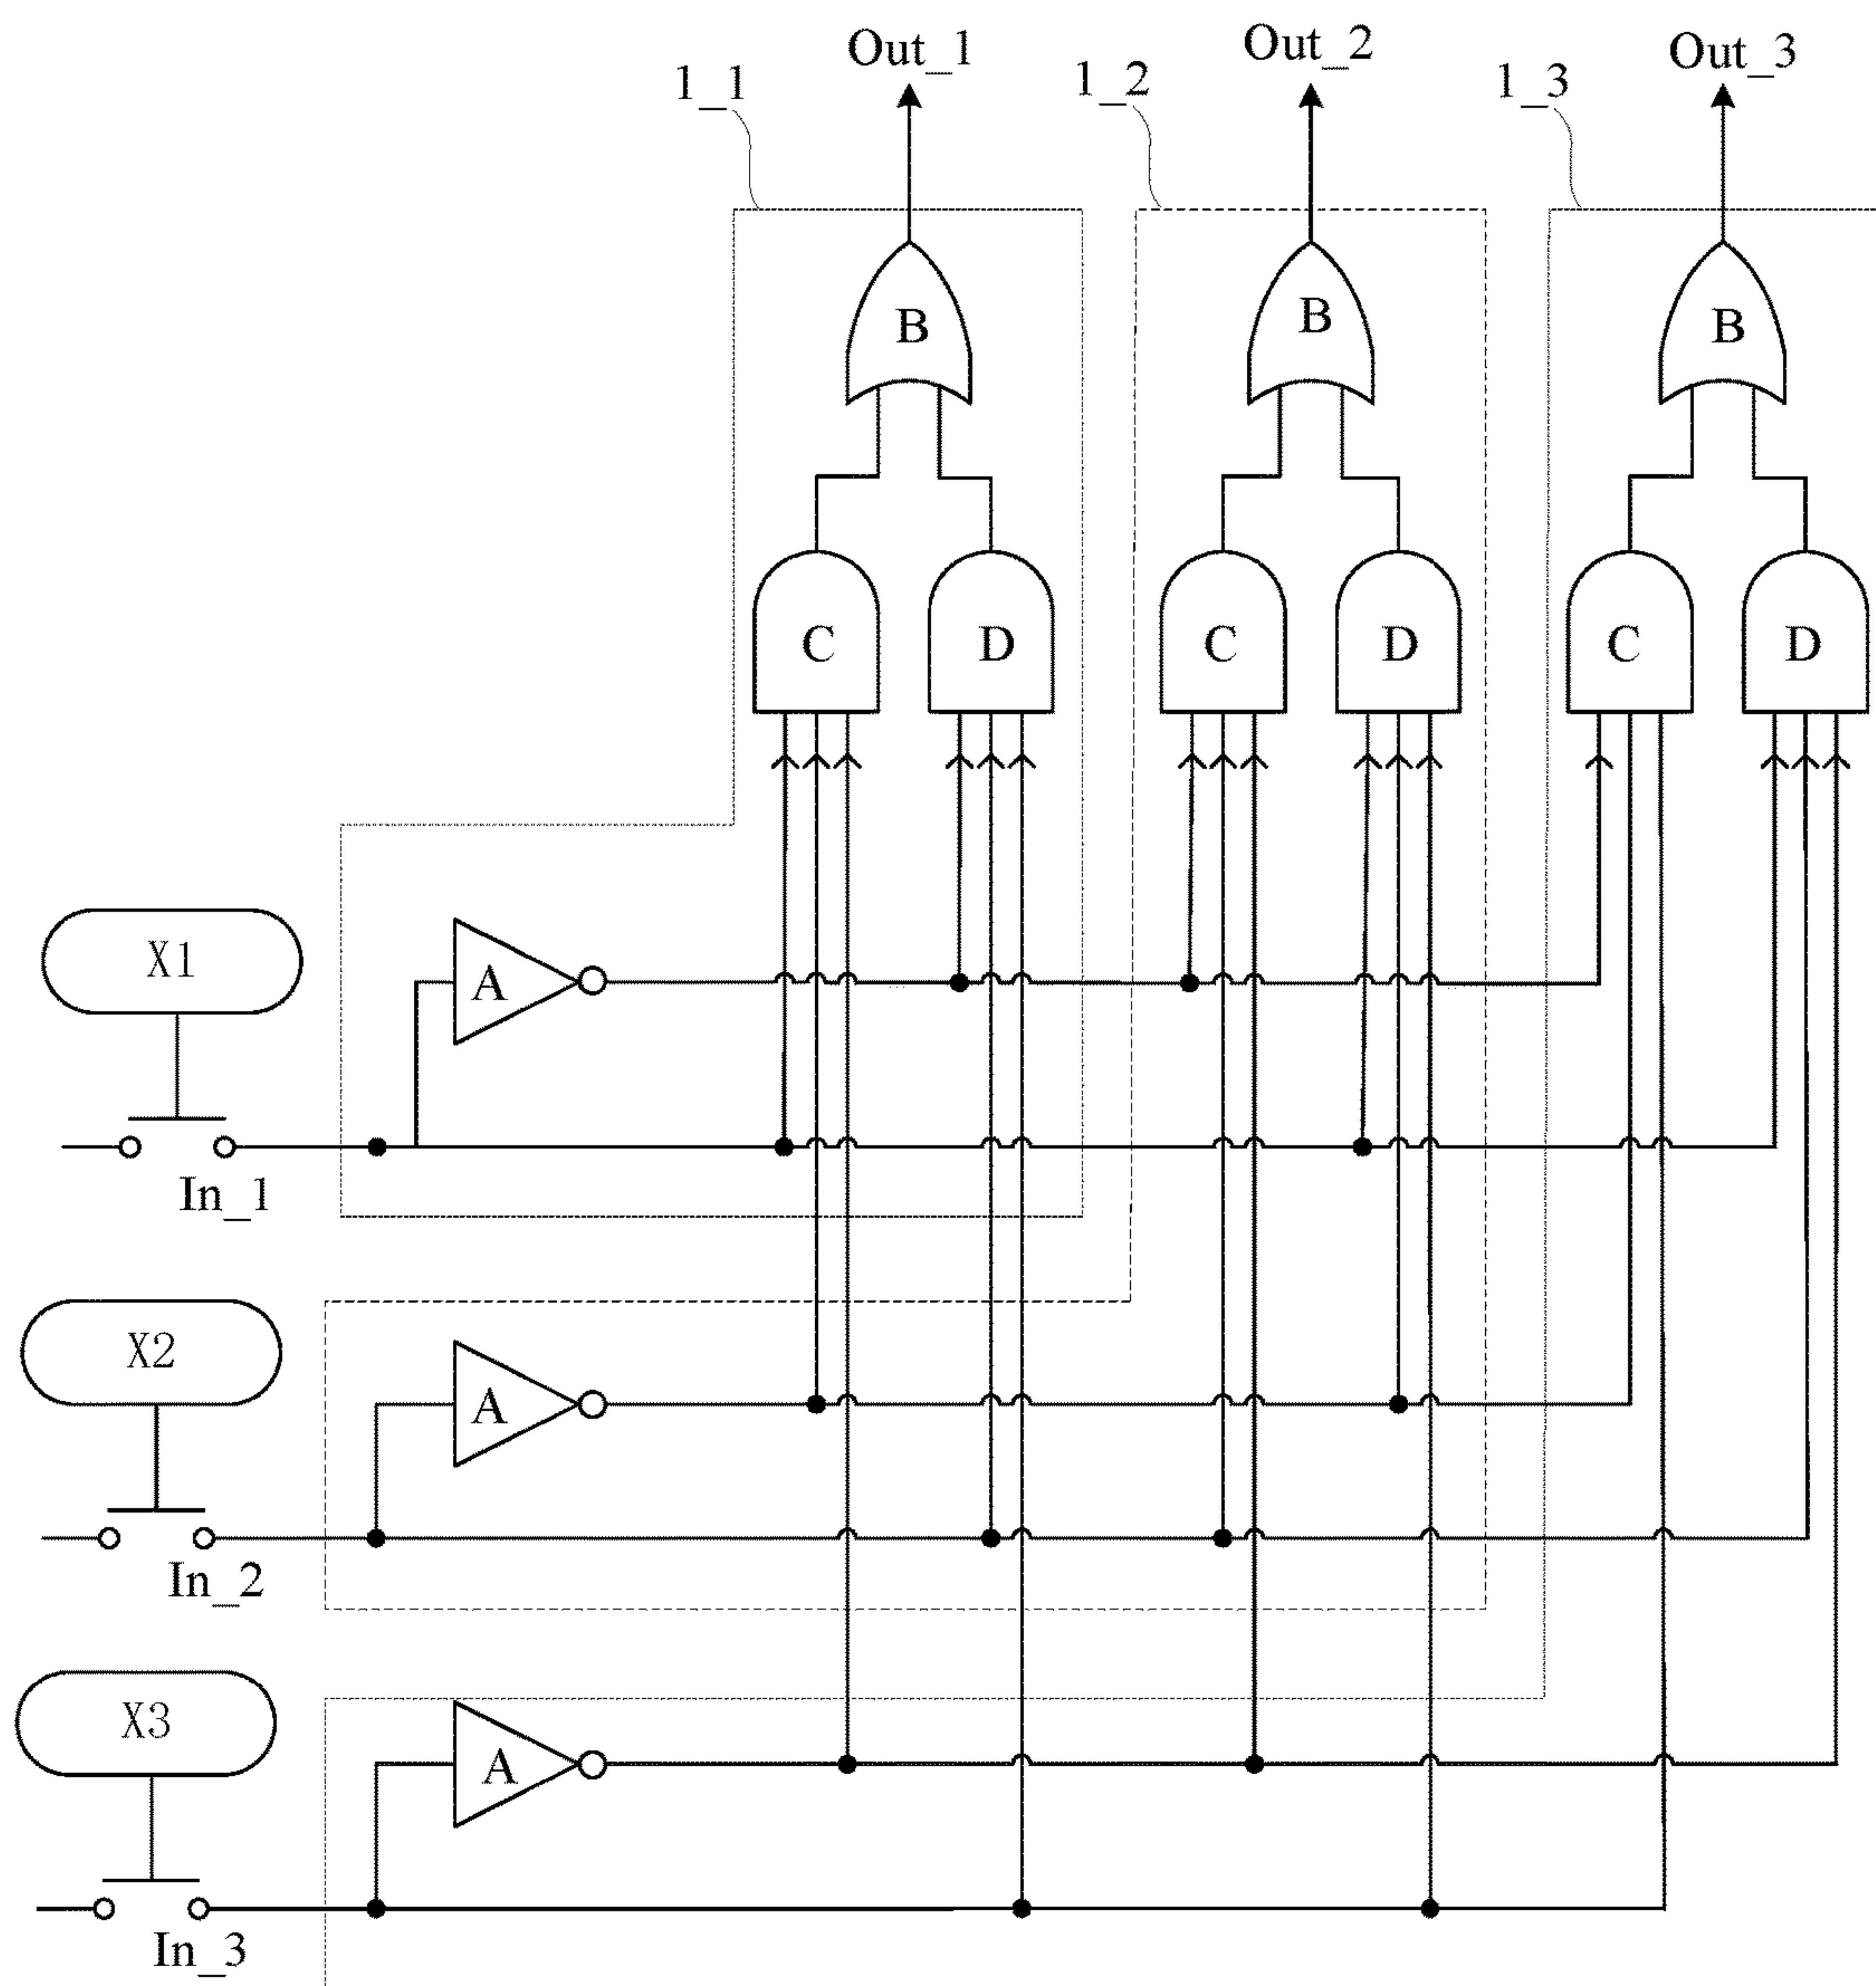 Out_1
Out_2
Out_3
1_1
1_2
1_3
B
B
B
C
D
C
D
C
D
X1
A
In_1
X2
A
In_2
X3
A
In_3